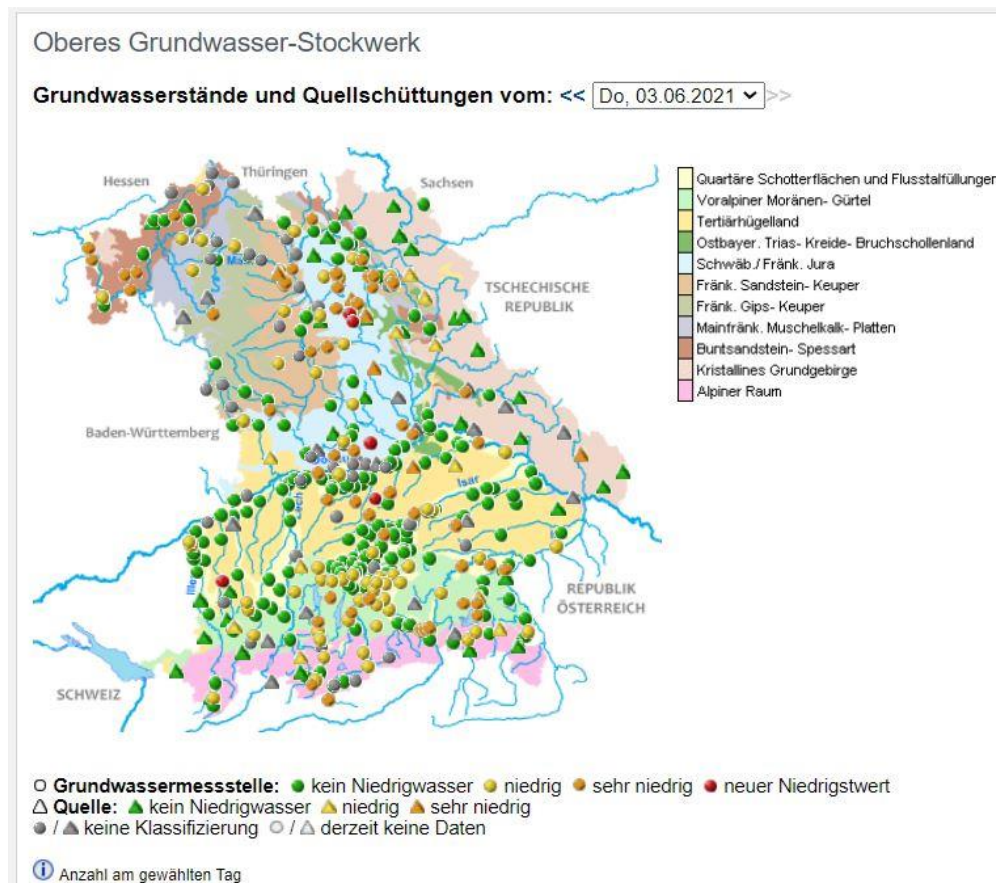 Oberes Grundwasser-Stockwerk
Grundwasserstände und Quellschüttungen vom: << Do, 03.06.2021 >>
Hessen
Thüringen
Sachsen
TSCHECHISCHE
REPUBLIK
Baden-Württemberg
Isar
Lech
REPUBLIK
ÖSTERREICH
SCHWEIZ
Quartäre Schotterflächen und Flusstalfüllungen
Voralpiner Moränen- Gürtel
Tertiärhügelland
Ostbayer. Trias- Kreide- Bruchschollenland
Schwäb./ Fränk. Jura
Fränk. Sandstein- Keuper
Fränk. Gips- Keuper
Mainfränk. Muschelkalk- Platten
Buntsandstein- Spessart
Kristallines Grundgebirge
Alpiner Raum
Grundwassermessstelle: kein Niedrigwasser niedrig sehr niedrig neuer Niedrigstwert
Quelle: kein Niedrigwasser niedrig sehr niedrig
/ keine Klassifizierung / derzeit keine Daten
i Anzahl am gewählten Tag